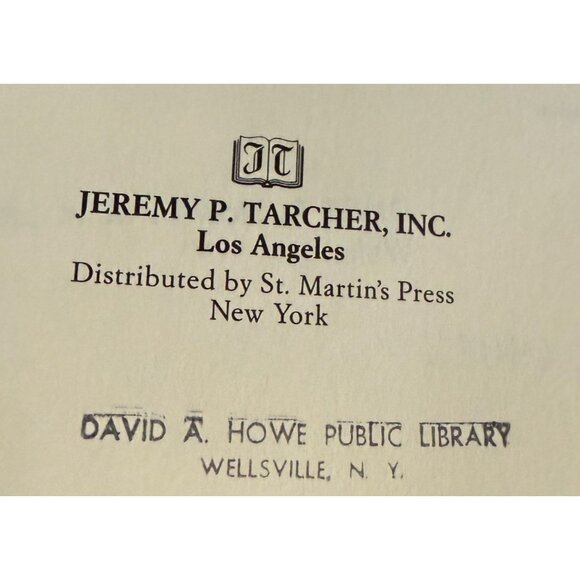 JT
JEREMY P. TARCHER, INC.
Los Angeles
Distributed by St. Martin's Press
New York
DAVID A. HOWE PUBLIC LIBRARY
WELLSVILLE, N. Y.